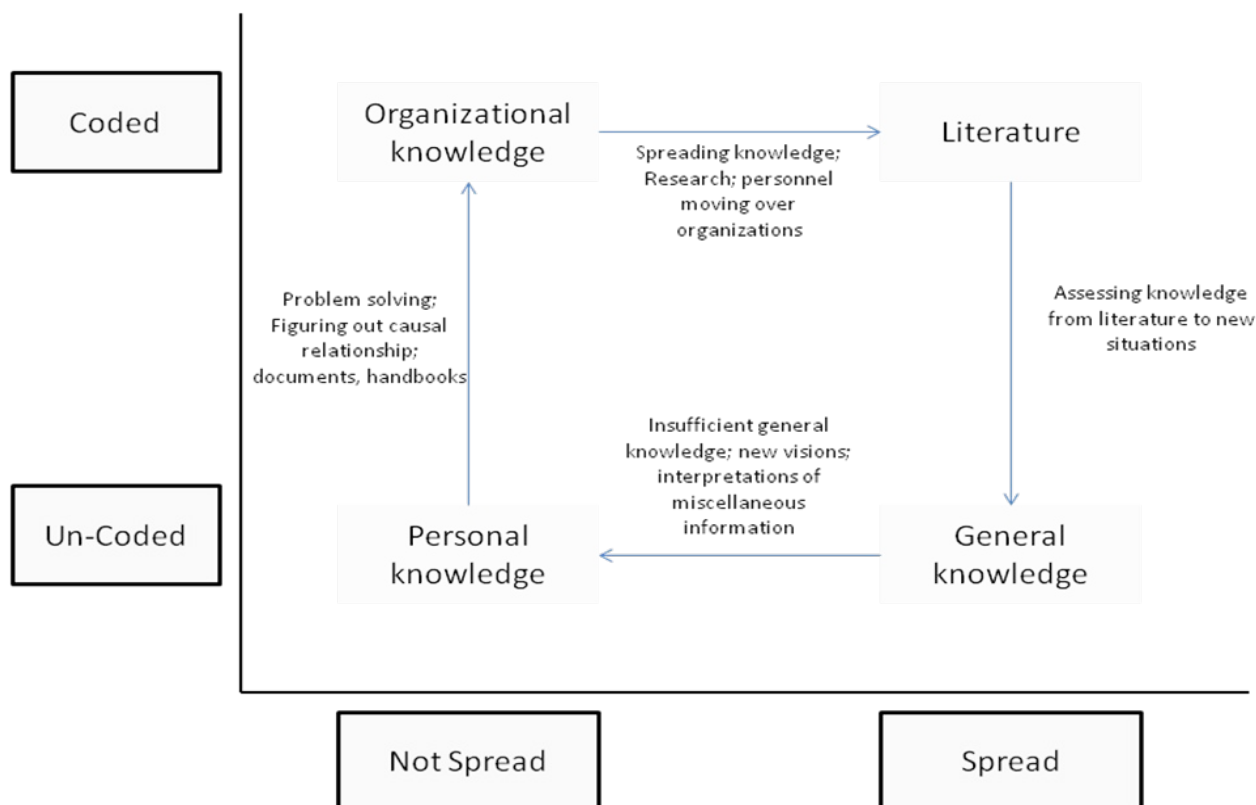 Coded
Organizational
knowledge
Literature
Spreading knowledge;
Research; personnel
moving over
organizations
Problem solving;
Figuring out causal
relationship;
documents, handbooks
Assessing knowledge
from literature to new
situations
Insufficient general
knowledge; new visions;
interpretations of
miscellaneous
information
Un-Coded
Personal
knowledge
General
knowledge
Not Spread
Spread